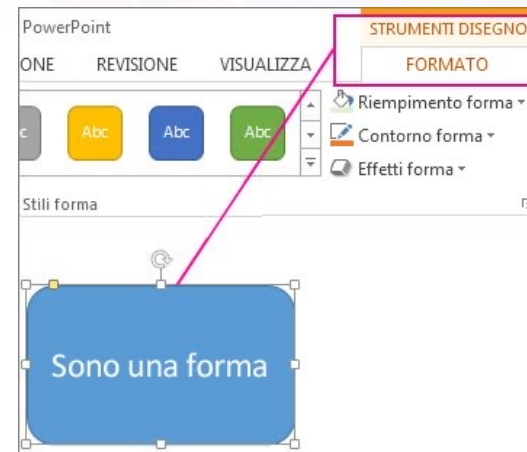 PowerPoint
STRUMENTI DISEGNO
ONE REVISIONE VISUALIZZA FORMATO
c Abc Abc Abc
Riempimento forma
Contorno forma
Effetti forma
Stili forma
Sono una forma